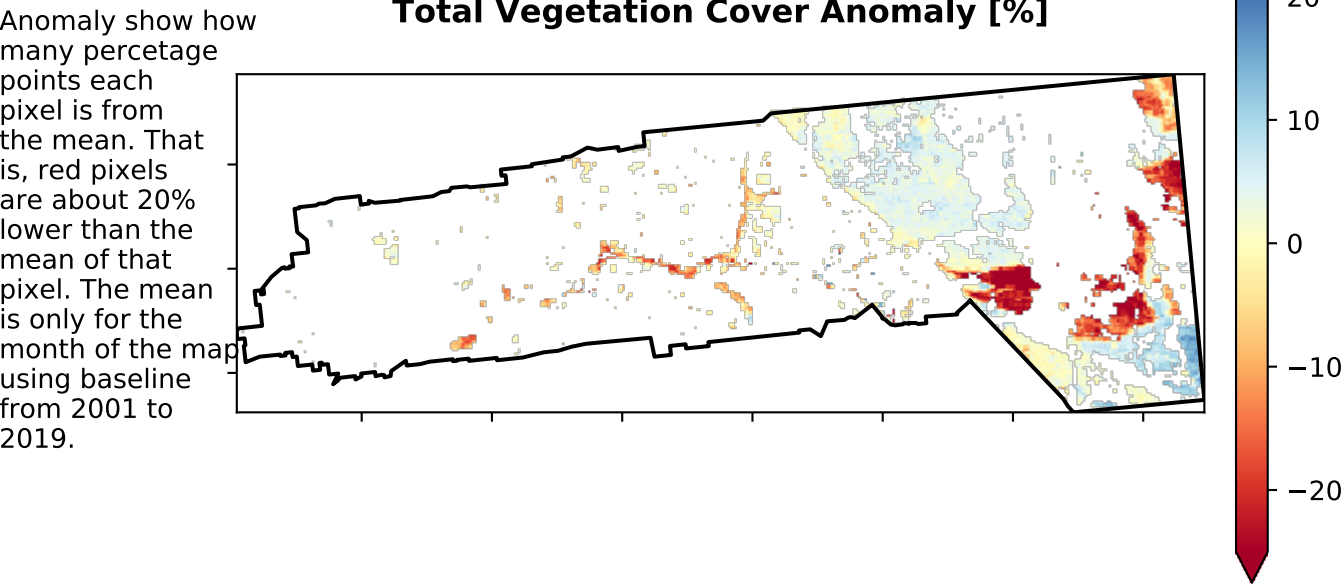 Anomaly show how
many percetage
points each
pixel is from
the mean. That
is, red pixels
are about 20%
lower than the
mean of that
pixel. The mean
is only for the
month of the map
using baseline
from 2001 to
2019.
Total Vegetation Cover Anomaly [%]
20
10
0
−10
−20